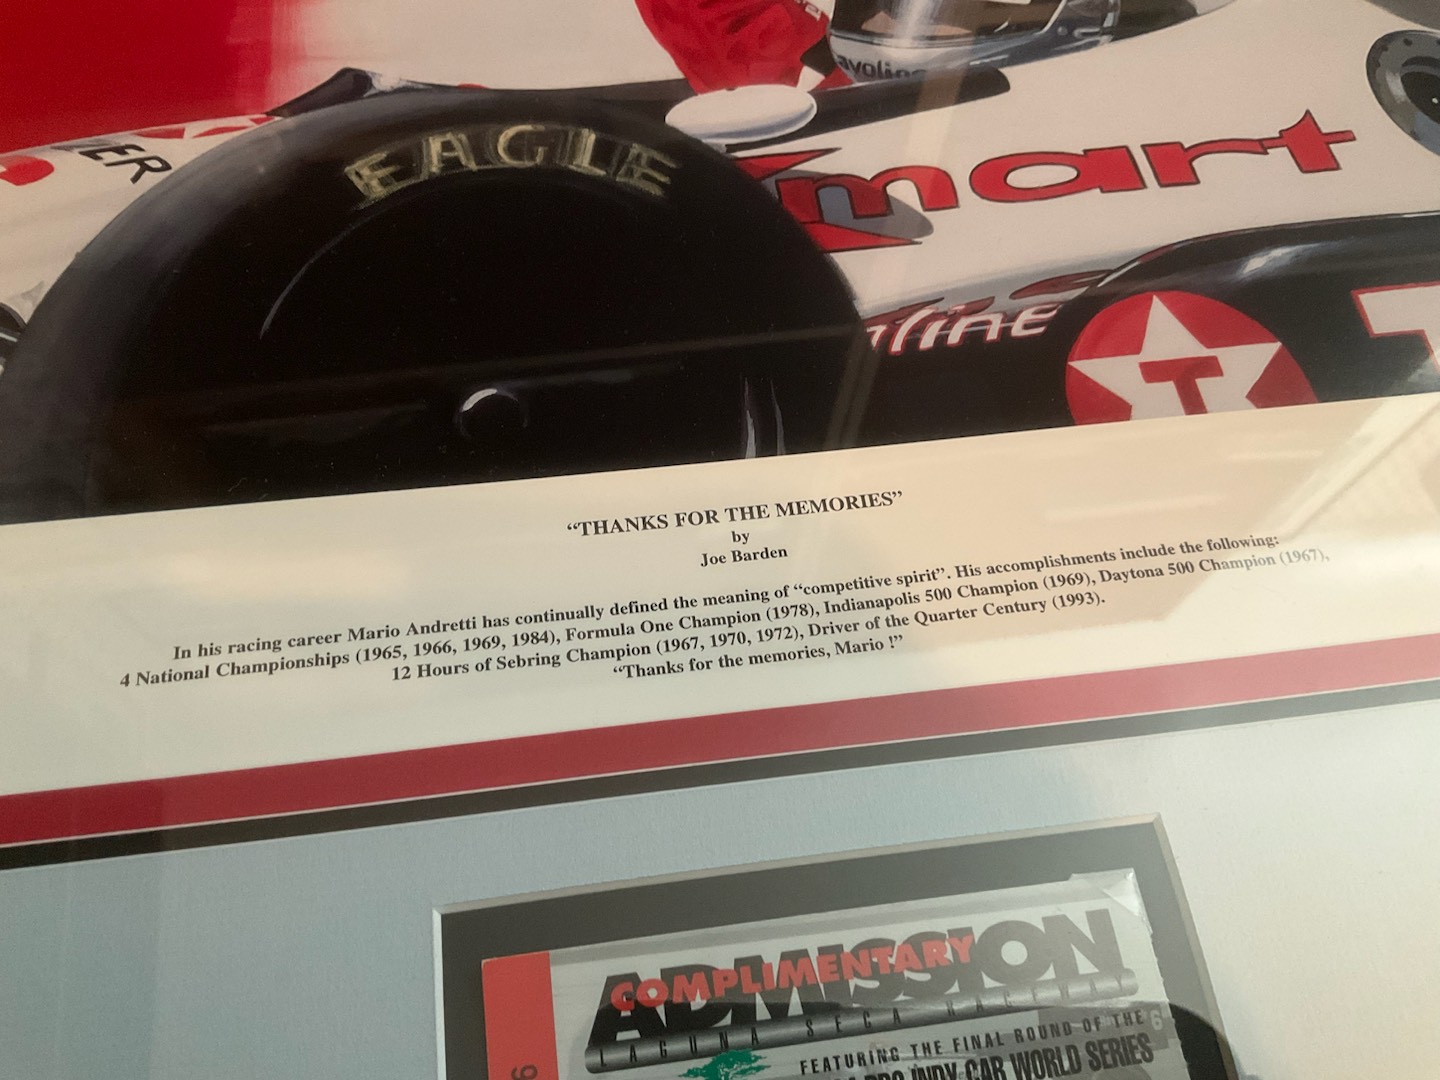 avoline
EAGLE
Kmart
line
T
"THANKS FOR THE MEMORIES"
by
Joe Barden
In his racing career Mario Andretti has continually defined the meaning of "competitive spirit". His accomplishments include the following:
4 National Championships (1965, 1966, 1969, 1984), Formula One Champion (1978), Indianapolis 500 Champion (1969), Daytona 500 Champion (1967),
12 Hours of Sebring Champion (1967, 1970, 1972), Driver of the Quarter Century (1993).
"Thanks for the memories, Mario !"
COMPLIMENTARY
ADMISSION
LAGUNA SECA RACEWAY
FEATURING THE FINAL ROUND OF THE
INDY CAR WORLD SERIES